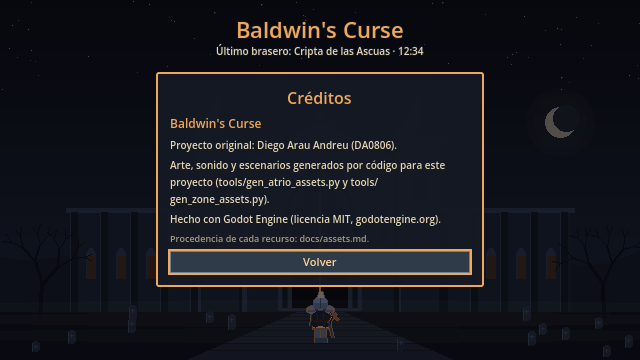 Baldwin's Curse
Último brasero: Cripta de las Ascuas · 12:34
Créditos
Baldwin's Curse
Proyecto original: Diego Arau Andreu (DA0806).
Arte, sonido y escenarios generados por código para este
proyecto (tools/gen_atrio_assets.py y tools/
gen_zone_assets.py).
Hecho con Godot Engine (licencia MIT, godotengine.org).
Procedencia de cada recurso: docs/assets.md.
Volver